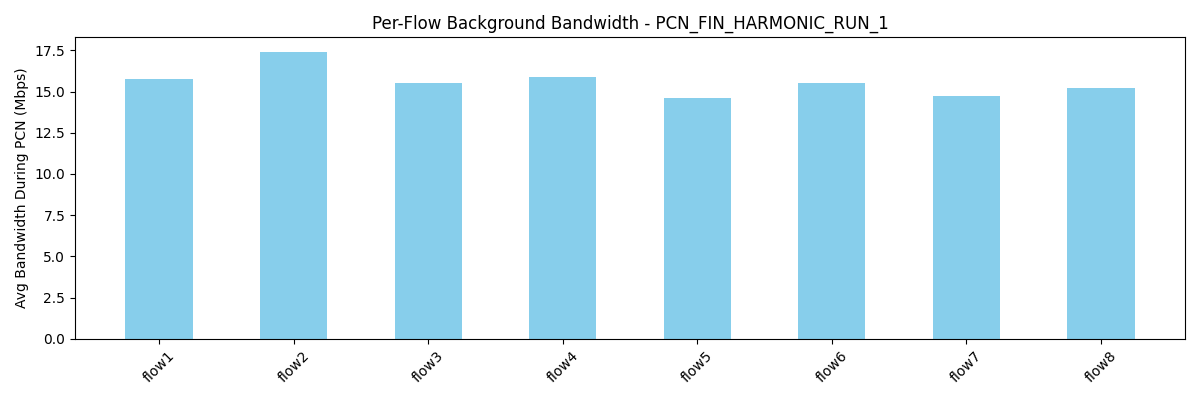 Per-Flow Background Bandwidth - PCN_FIN_HARMONIC_RUN_1
Avg Bandwidth During PCN (Mbps)
17.5
15.0
12.5
10.0
7.5
5.0
2.5
0.0
flow1
flow2
flow3
flow4
flow5
flow6
flow7
flow8